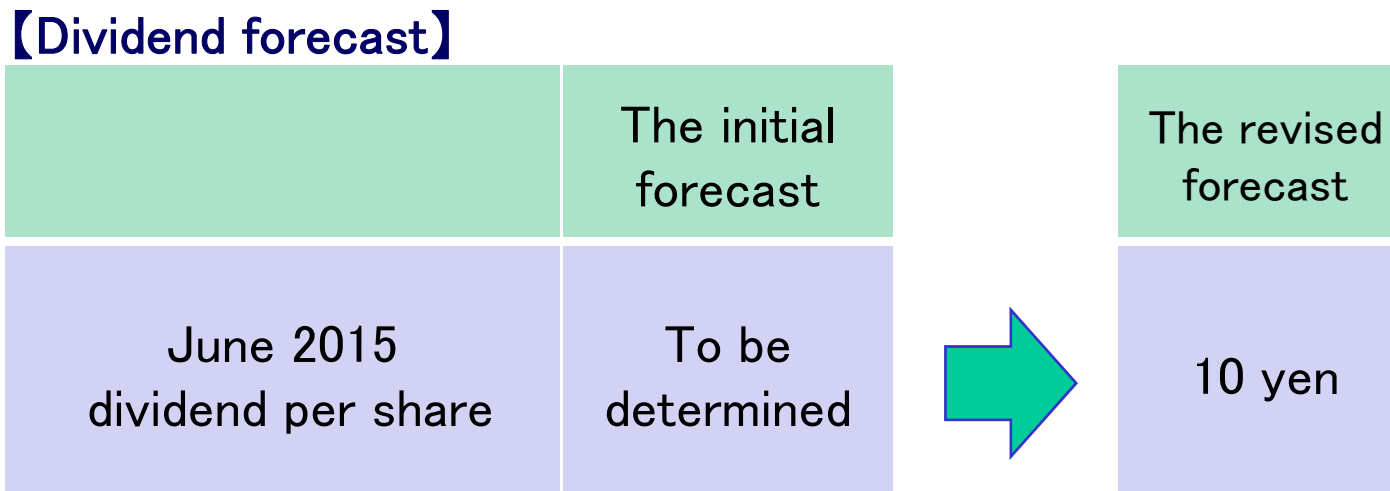 【Dividend forecast】
The initial
forecast
The revised
forecast
June 2015
dividend per share
To be
determined
10 yen